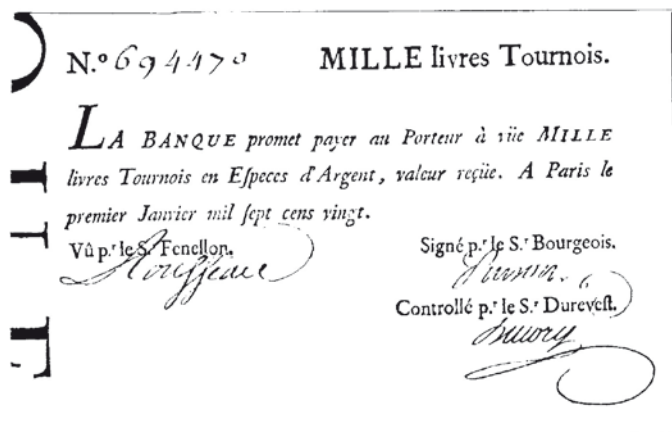 N.º 694470 MILLE livres Tournois.
LA BANQUE promet payer au Porteur à vüe MILLE
livres Tournois en Eſpeces d'Argent, valeur reçüe. A Paris le
premier Janvier mil ſept cens vingt.
Vû p.r le S.r Fenellon. Signé p.r le S.r Bourgeois.
Controllé p.r le S.r Dureveſt.